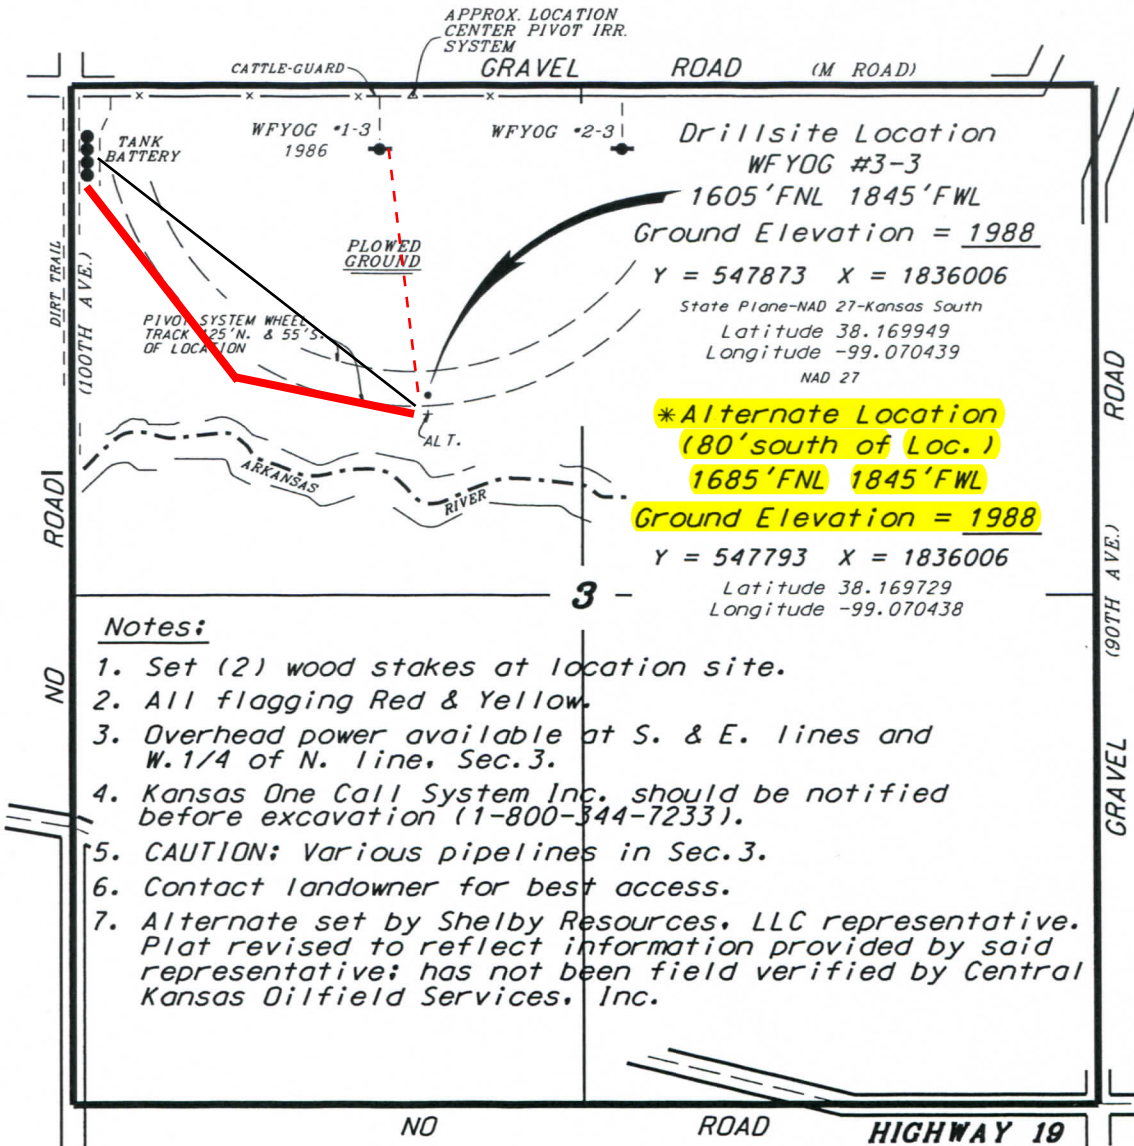 APPROX. LOCATION
CENTER PIVOT IRR.
SYSTEM
CATTLE-GUARD
GRAVEL ROAD (M ROAD)
TANK
BATTERY
WFYOG #1-3
1986
WFYOG #2-3
Drillsite Location
WFYOG #3-3
1605'FNL 1845'FWL
Ground Elevation = 1988
Y = 547873 X = 1836006
State Plane-NAD 27-Kansas South
Latitude 38.169949
Longitude -99.070439
NAD 27
PLOWED
GROUND
DIRT TRAIL
(100TH AVE.)
PIVOT SYSTEM WHEEL
TRACK 125'N. & 55'S.
OF LOCATION
*Alternate Location
(80'south of Loc.)
1685'FNL 1845'FWL
Ground Elevation = 1988
Y = 547793 X = 1836006
Latitude 38.169729
Longitude -99.070438
ALT.
ARKANSAS
RIVER
NO ROAD
3
GRAVEL ROAD
(90TH AVE.)
Notes:
1. Set (2) wood stakes at location site.
2. All flagging Red & Yellow.
3. Overhead power available at S. & E. lines and
W.1/4 of N. line, Sec.3.
4. Kansas One Call System Inc. should be notified
before excavation (1-800-344-7233).
5. CAUTION: Various pipelines in Sec.3.
6. Contact landowner for best access.
7. Alternate set by Shelby Resources, LLC representative.
Plat revised to reflect information provided by said
representative; has not been field verified by Central
Kansas Oilfield Services, Inc.
NO ROAD
HIGHWAY 19